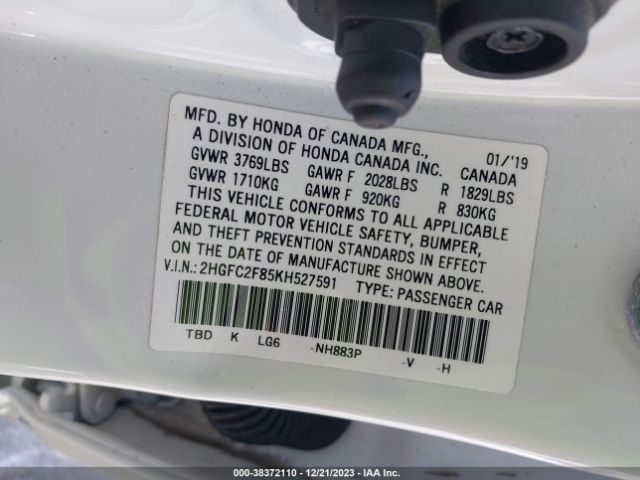 MFD. BY HONDA OF CANADA MFG.,
A DIVISION OF HONDA CANADA INC. 01/'19
GVWR 3769LBS GAWR F 2028LBS R 1829LBS CANADA
GVWR 1710KG GAWR F 920KG R 830KG
THIS VEHICLE CONFORMS TO ALL APPLICABLE
FEDERAL MOTOR VEHICLE SAFETY, BUMPER,
AND THEFT PREVENTION STANDARDS IN EFFECT
ON THE DATE OF MANUFACTURE SHOWN ABOVE.
V.I.N.: 2HGFC2F85KH527591 TYPE: PASSENGER CAR
TBD K LG6 -NH883P -V -H
000-38372110 - 12/21/2023 - IAA Inc.